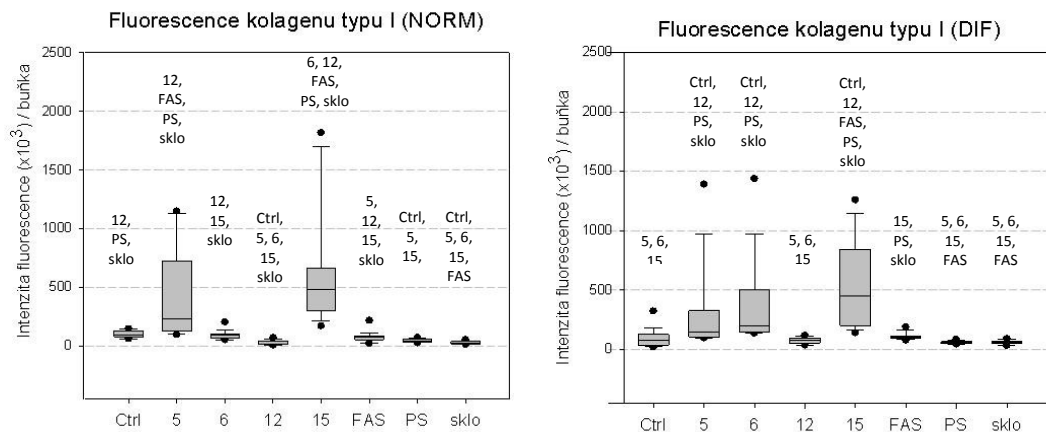 Fluorescence kolagenu typu I (NORM)
Intenzita fluorescence (x10³) / buňka
2500
2000
1500
1000
500
0
12,
PS,
sklo
12,
FAS,
PS,
sklo
12,
15,
sklo
Ctrl,
5, 6,
15,
sklo
6, 12,
FAS,
PS, sklo
5,
12,
15,
sklo
Ctrl,
5,
15,
Ctrl,
5, 6,
15,
FAS
Ctrl 5 6 12 15 FAS PS sklo
Fluorescence kolagenu typu I (DIF)
Intenzita fluorescence (x10³) / buňka
2500
2000
1500
1000
500
0
5, 6,
15
Ctrl,
12,
PS,
sklo
Ctrl,
12,
PS,
sklo
5, 6,
15
Ctrl,
12,
FAS,
PS,
sklo
15,
PS,
sklo
5, 6,
15,
FAS
5, 6,
15,
FAS
Ctrl 5 6 12 15 FAS PS sklo